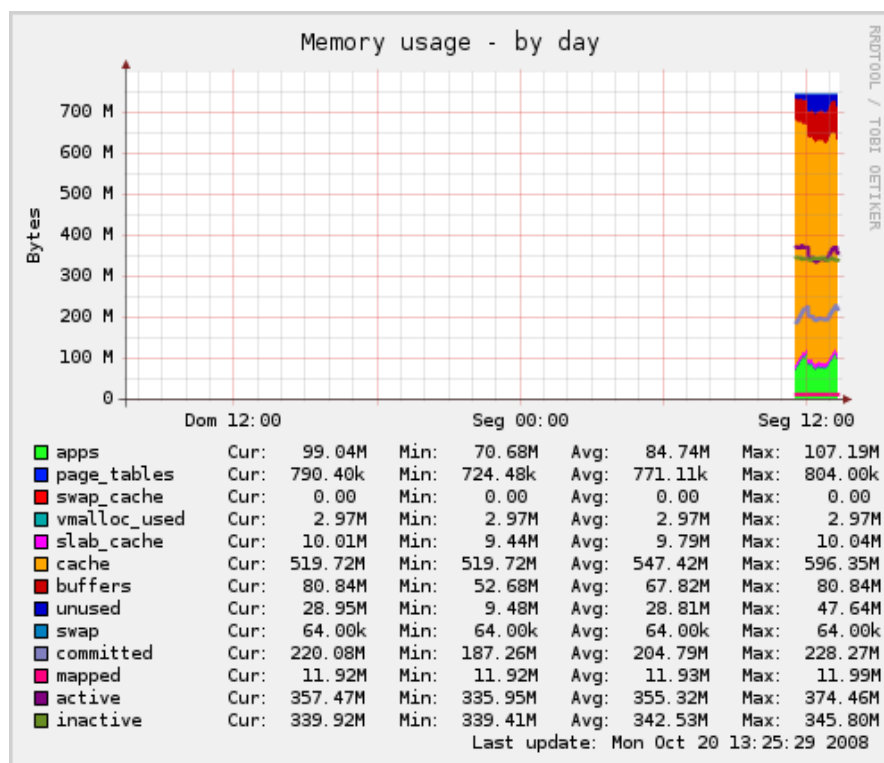 Memory usage - by day
RRDTOOL / TOBI OETIKER
Bytes
700 M
600 M
500 M
400 M
300 M
200 M
100 M
0
Dom 12:00 Seg 00:00 Seg 12:00
apps Cur: 99.04M Min: 70.68M Avg: 84.74M Max: 107.19M
page_tables Cur: 790.40k Min: 724.48k Avg: 771.11k Max: 804.00k
swap_cache Cur: 0.00 Min: 0.00 Avg: 0.00 Max: 0.00
vmalloc_used Cur: 2.97M Min: 2.97M Avg: 2.97M Max: 2.97M
slab_cache Cur: 10.01M Min: 9.44M Avg: 9.79M Max: 10.04M
cache Cur: 519.72M Min: 519.72M Avg: 547.42M Max: 596.35M
buffers Cur: 80.84M Min: 52.68M Avg: 67.82M Max: 80.84M
unused Cur: 28.95M Min: 9.48M Avg: 28.81M Max: 47.64M
swap Cur: 64.00k Min: 64.00k Avg: 64.00k Max: 64.00k
committed Cur: 220.08M Min: 187.26M Avg: 204.79M Max: 228.27M
mapped Cur: 11.92M Min: 11.92M Avg: 11.93M Max: 11.99M
active Cur: 357.47M Min: 335.95M Avg: 355.32M Max: 374.46M
inactive Cur: 339.92M Min: 339.41M Avg: 342.53M Max: 345.80M
Last update: Mon Oct 20 13:25:29 2008